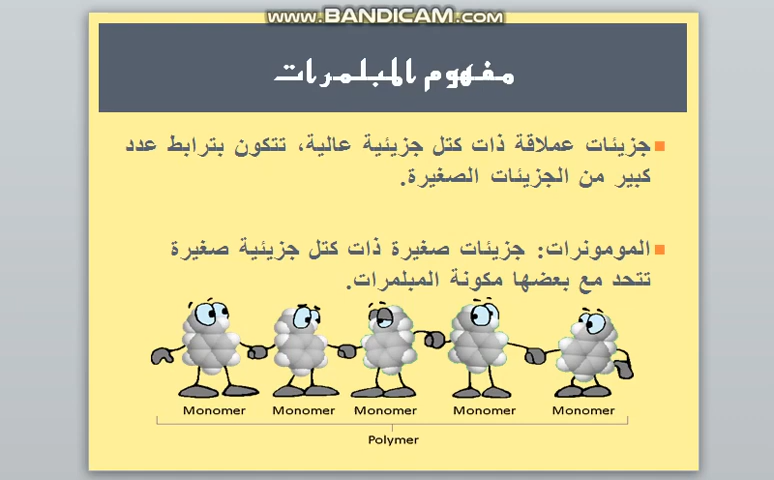 www.BANDICAM.com
مفهوم المبلمرات
جزيئات عملاقة ذات كتل جزيئية عالية، تتكون بترابط عدد
كبير من الجزيئات الصغيرة.
المومونرات: جزيئات صغيرة ذات كتل جزيئية صغيرة
تتحد مع بعضها مكونة المبلمرات.
Monomer Monomer Monomer Monomer Monomer
Polymer